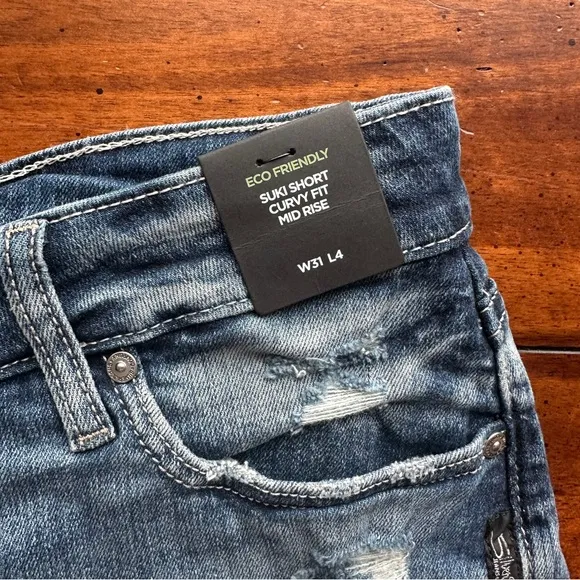 ECO FRIENDLY
SUKI SHORT
CURVY FIT
MID RISE
W31 L4